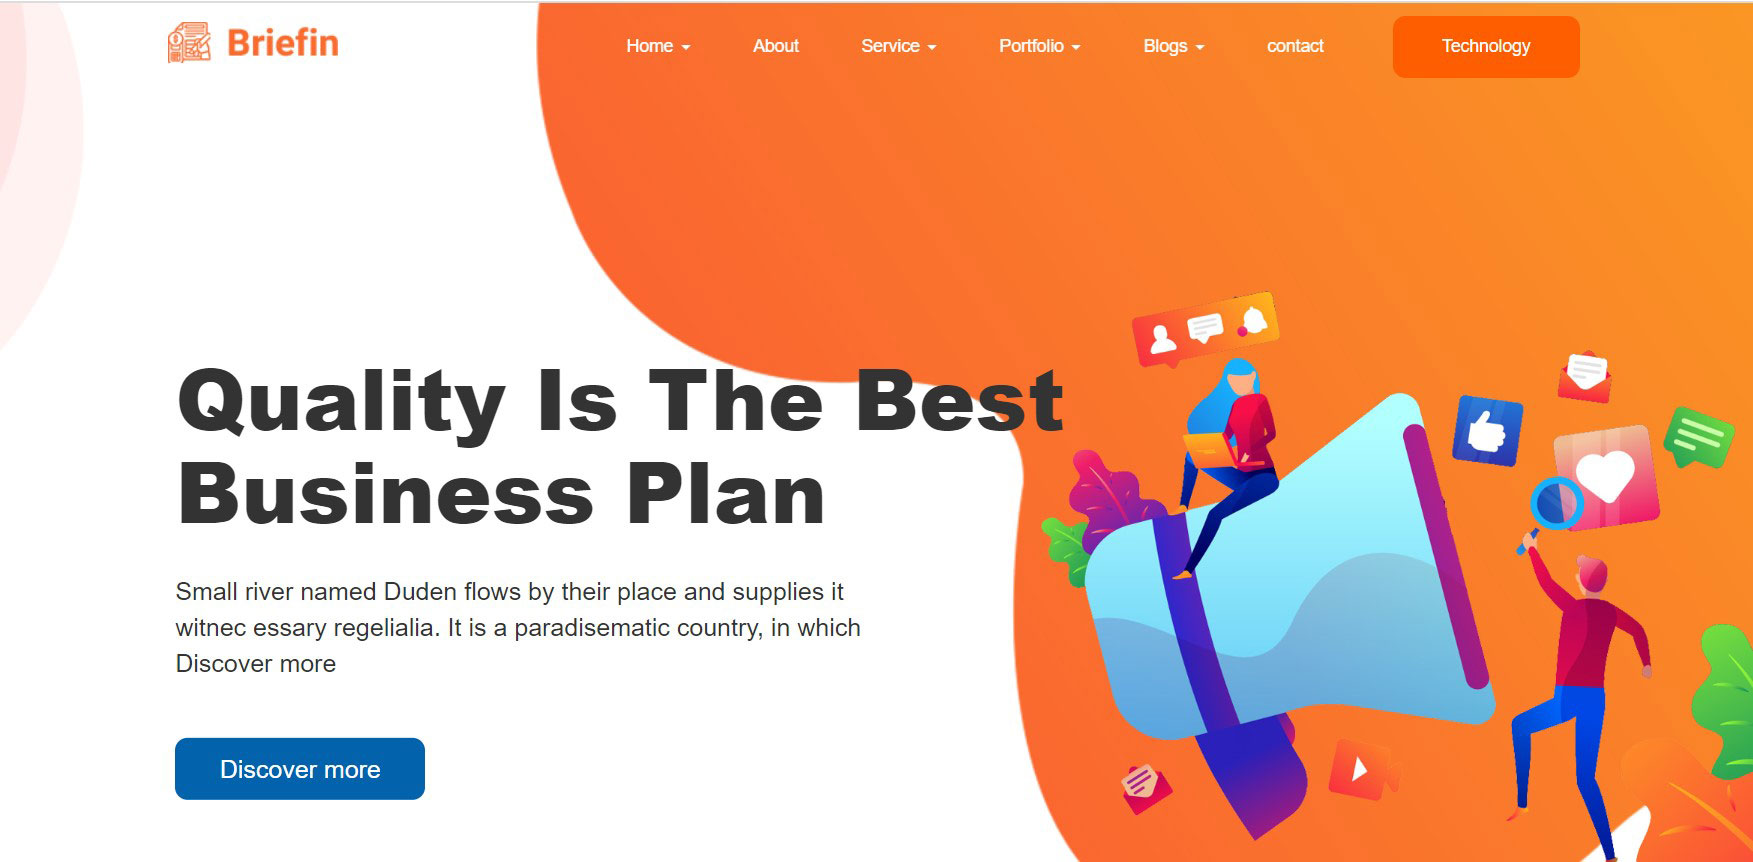 Briefin
Home
About
Service
Portfolio
Blogs
contact
Technology
Quality Is The Best
Business Plan
Small river named Duden flows by their place and supplies it
witnec essary regelialia. It is a paradisematic country, in which
Discover more
Discover more